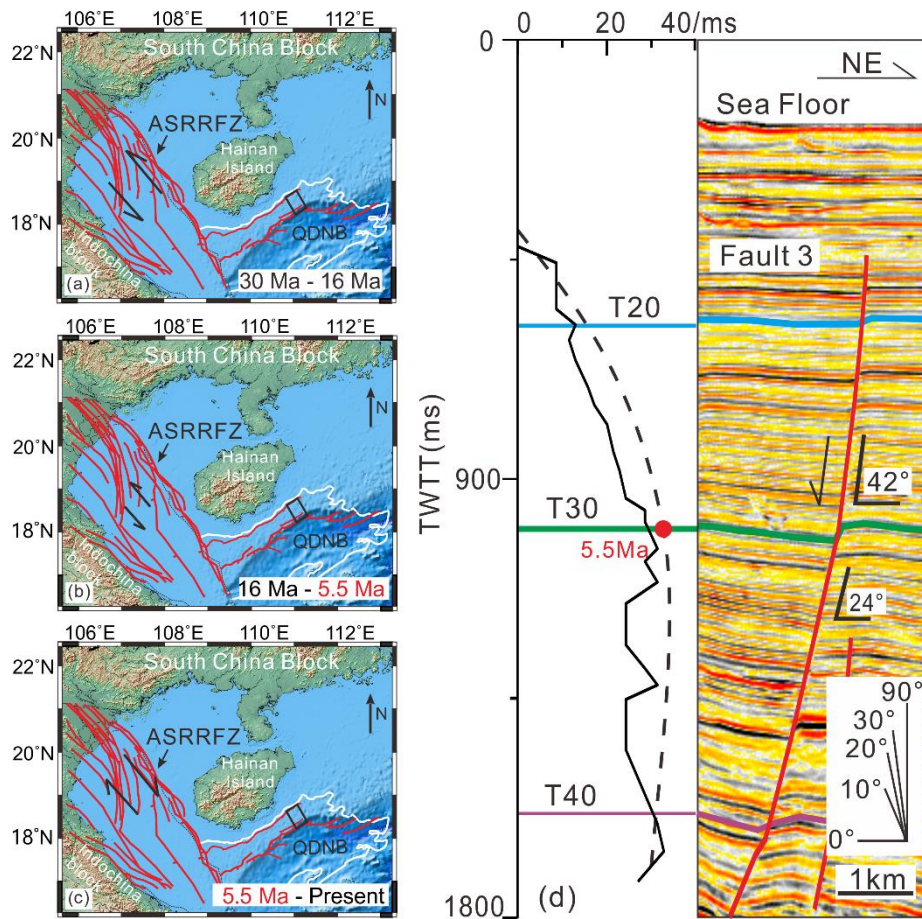 106°E 108°E 110°E 112°E
22°N
20°N
18°N
South China Block
N
ASRRFZ
Hainan
Island
QDNB
Indochina
block
(a)
30 Ma - 16 Ma
106°E 108°E 110°E 112°E
22°N
20°N
18°N
South China Block
N
ASRRFZ
Hainan
Island
QDNB
Indochina
block
(b)
16 Ma - 5.5 Ma
106°E 108°E 110°E 112°E
22°N
20°N
18°N
South China Block
N
ASRRFZ
Hainan
Island
QDNB
Indochina
block
(c)
5.5 Ma - Present
0 20 40/ms
0
900
1800
TWTT(ms)
T20
T30
5.5Ma
T40
(d)
NE
Sea Floor
Fault 3
42°
24°
90°
30°
20°
10°
0°
1km